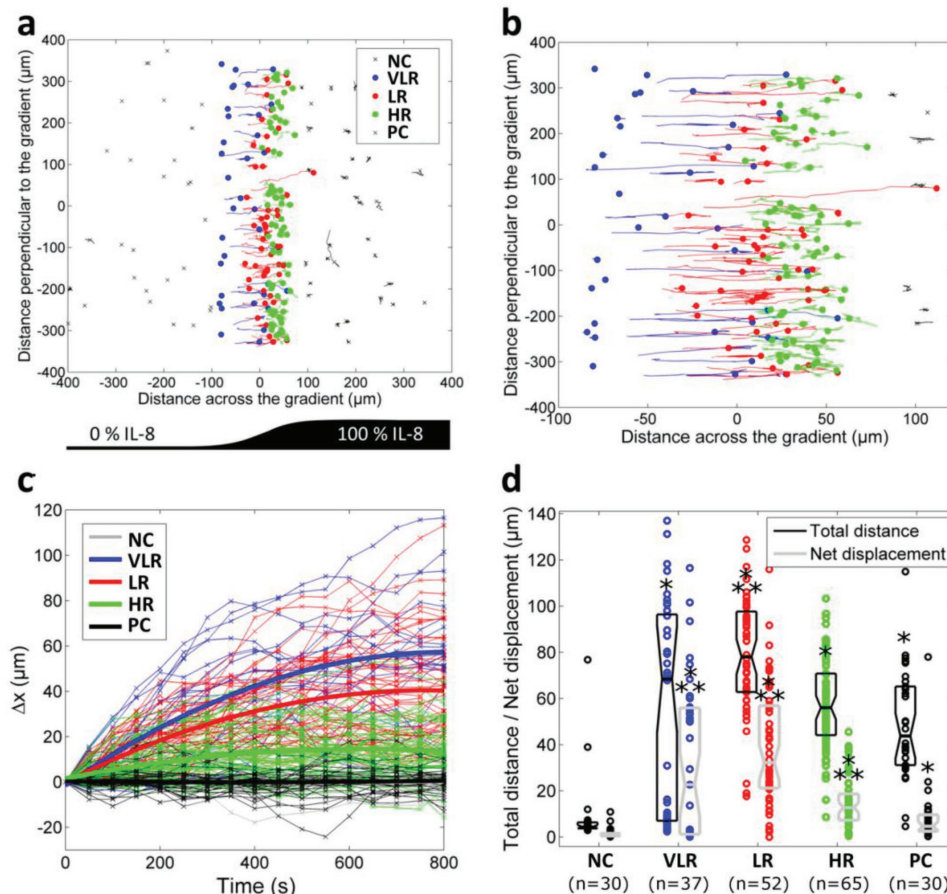 a
NC
VLR
LR
HR
PC
Distance perpendicular to the gradient (µm)
400
300
200
100
0
-100
-200
-300
-400
-400 -300 -200 -100 0 100 200 300 400
Distance across the gradient (µm)
0 % IL-8 100 % IL-8
b
Distance perpendicular to the gradient (µm)
400
300
200
100
0
-100
-200
-300
-400
-100 -50 0 50 100
Distance across the gradient (µm)
c
NC
VLR
LR
HR
PC
Δx (µm)
120
100
80
60
40
20
0
-20
0 200 400 600 800
Time (s)
d
Total distance
Net displacement
Total distance / Net displacement (µm)
140
120
100
80
60
40
20
0
NC VLR LR HR PC
(n=30) (n=37) (n=52) (n=65) (n=30)